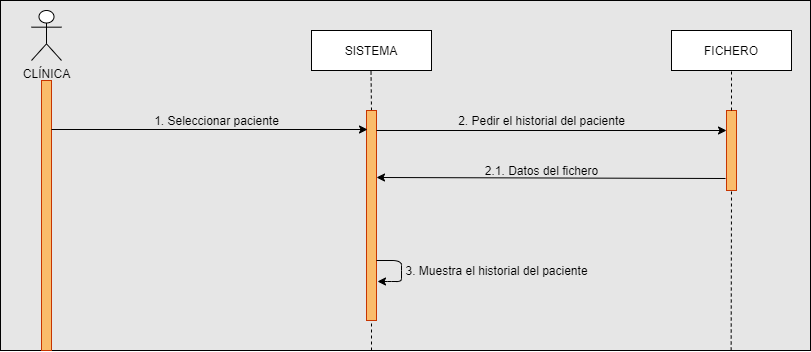 CLÍNICA
SISTEMA
FICHERO
1. Seleccionar paciente
2. Pedir el historial del paciente
2.1. Datos del fichero
3. Muestra el historial del paciente